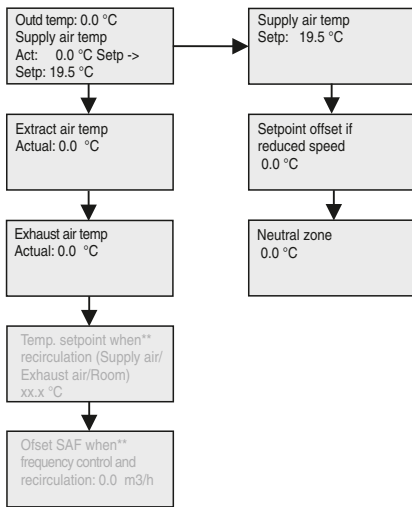 Outd temp: 0.0 °C
Supply air temp
Act: 0.0 °C Setp ->
Setp: 19.5 °C
Supply air temp
Setp: 19.5 °C
Extract air temp
Actual: 0.0 °C
Setpoint offset if
reduced speed
0.0 °C
Exhaust air temp
Actual: 0.0 °C
Neutral zone
0.0 °C
Temp. setpoint when**
recirculation (Supply air/
Exhaust air/Room)
xx.x °C
Ofset SAF when**
frequency control and
recirculation: 0.0 m3/h